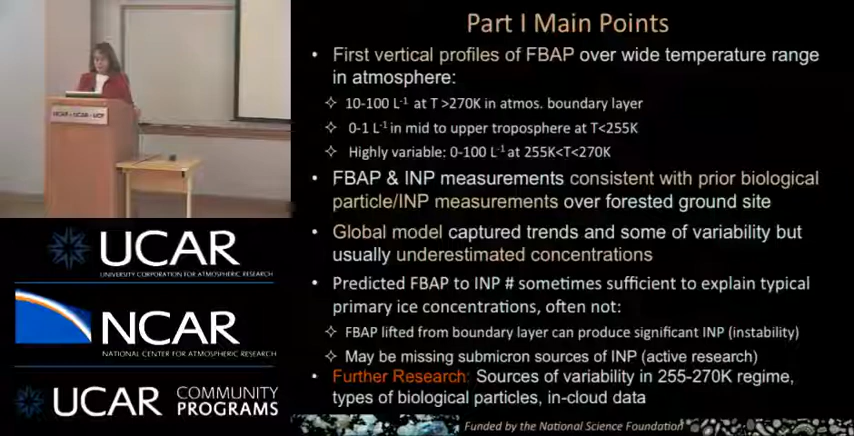 Part I Main Points
• First vertical profiles of FBAP over wide temperature range
in atmosphere:
✧ 10-100 L⁻¹ at T >270K in atmos. boundary layer
✧ 0-1 L⁻¹ in mid to upper troposphere at T<255K
✧ Highly variable: 0-100 L⁻¹ at 255K<T<270K
• FBAP & INP measurements consistent with prior biological
particle/INP measurements over forested ground site
• Global model captured trends and some of variability but
usually underestimated concentrations
• Predicted FBAP to INP # sometimes sufficient to explain typical
primary ice concentrations, often not:
✧ FBAP lifted from boundary layer can produce significant INP (instability)
✧ May be missing submicron sources of INP (active research)
• Further Research: Sources of variability in 255-270K regime,
types of biological particles, in-cloud data
Funded by the National Science Foundation
UCAR • UCAR • UCP
UCAR
UNIVERSITY CORPORATION FOR ATMOSPHERIC RESEARCH
NCAR
NATIONAL CENTER FOR ATMOSPHERIC RESEARCH
UCAR COMMUNITY
PROGRAMS